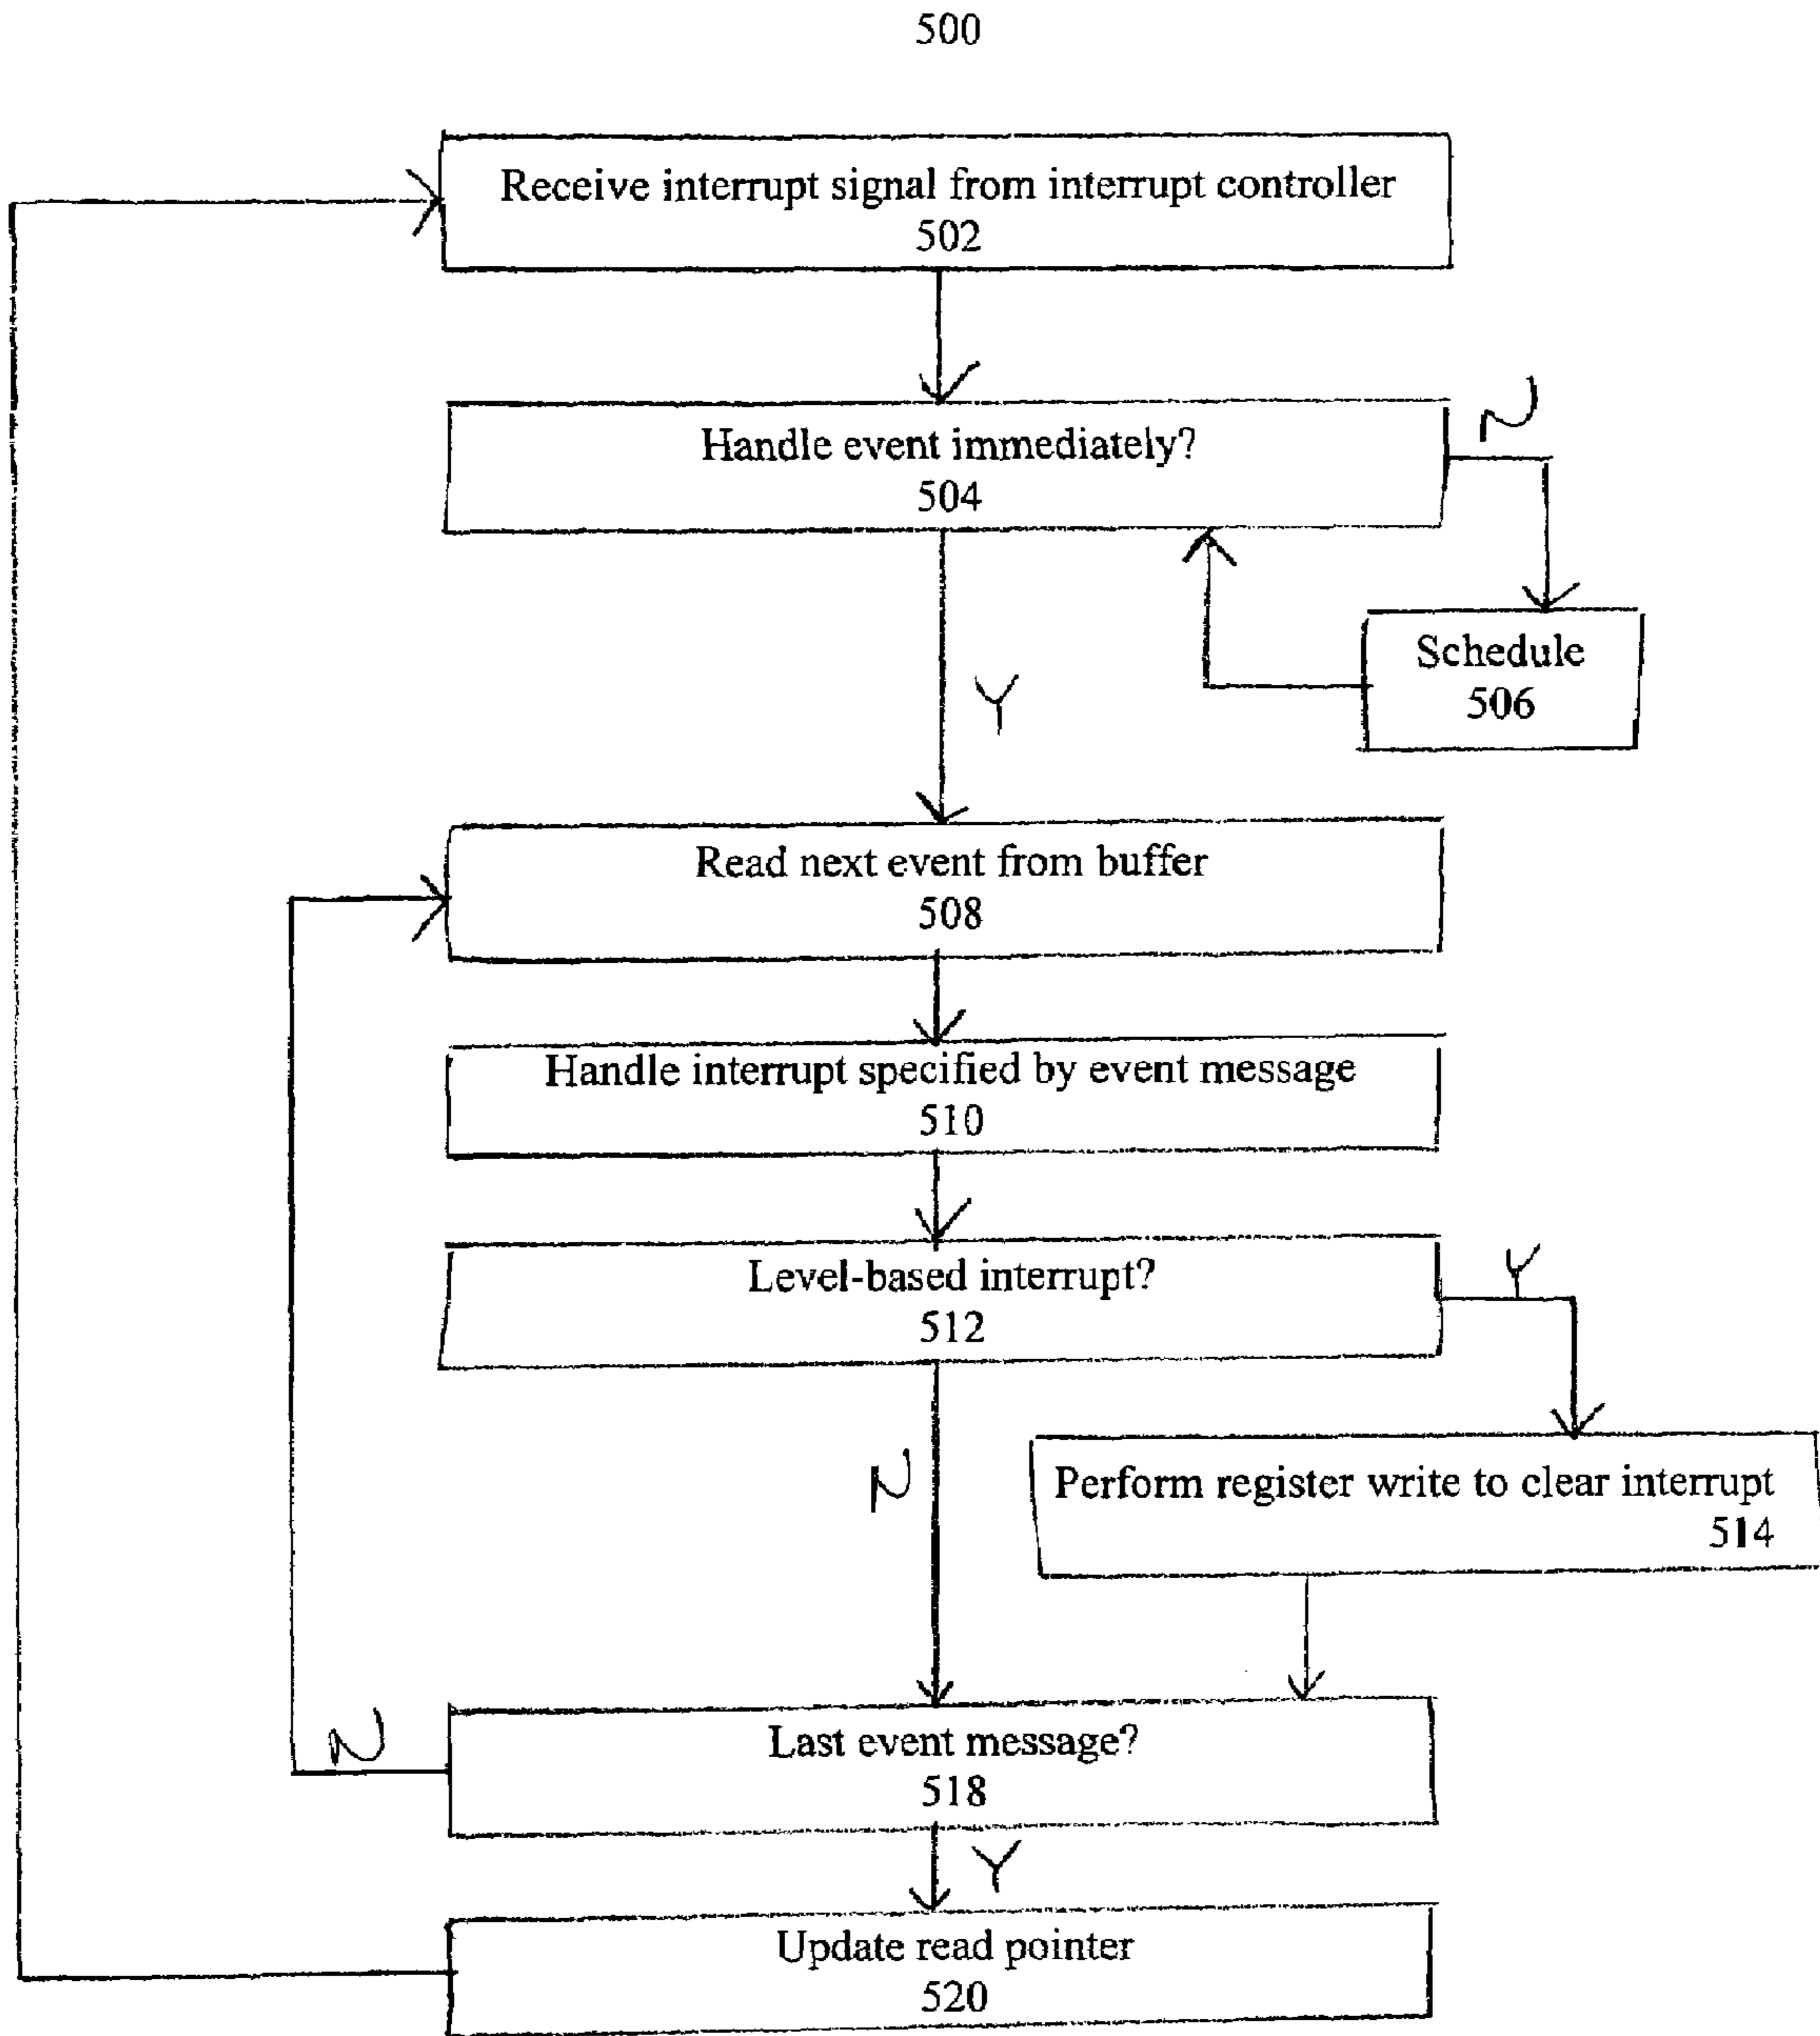 500
Receive interrupt signal from interrupt controller
502
Handle event immediately?
504
N
Schedule
506
Y
Read next event from buffer
508
Handle interrupt specified by event message
510
Level-based interrupt?
512
Y
N
Perform register write to clear interrupt
514
Last event message?
518
N
Y
Update read pointer
520